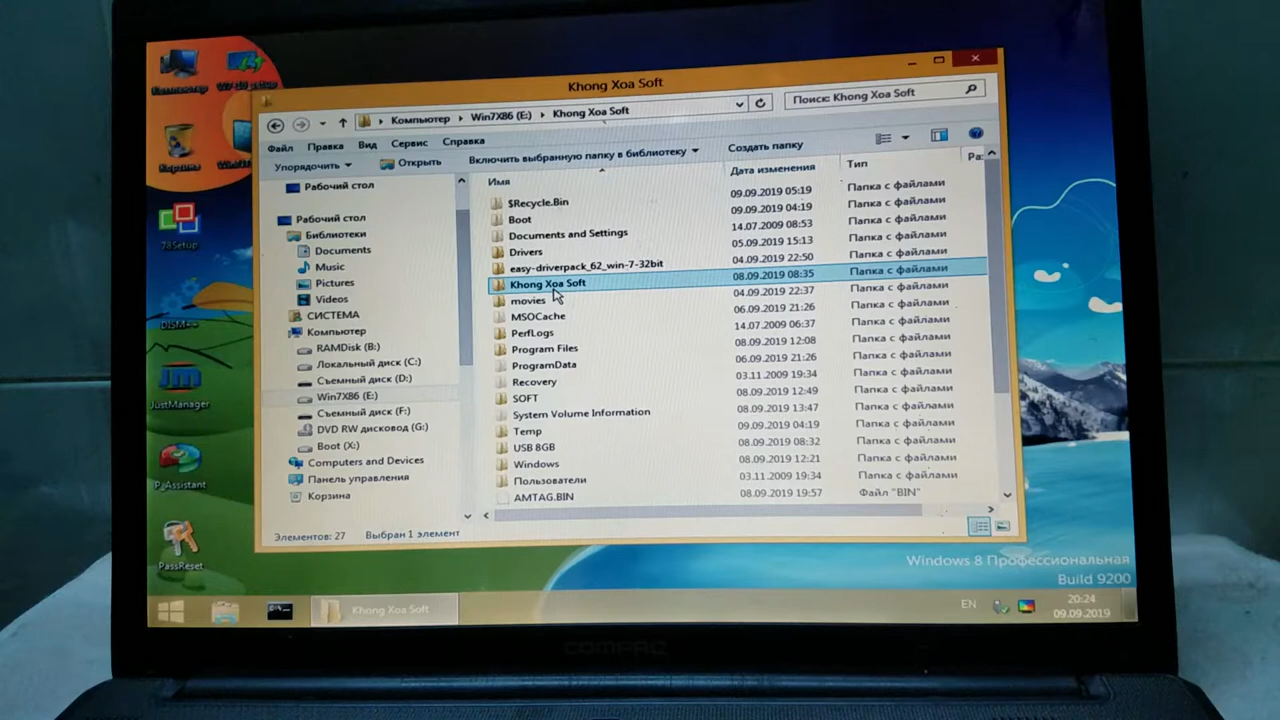 Компьютер
W7-10_setup
Корзина
78Setup
DISM++
JustManager
P_Assistant
PassReset
Khong Xoa Soft
Компьютер
Win7X86 (E:)
Khong Xoa Soft
Поиск: Khong Xoa Soft
Файл
Правка
Вид
Сервис
Справка
Упорядочить
Открыть
Включить выбранную папку в библиотеку
Создать папку
Рабочий стол
Рабочий стол
Библиотеки
Documents
Music
Pictures
Videos
СИСТЕМА
Компьютер
RAMDisk (B:)
Локальный диск (C:)
Съемный диск (D:)
Win7X86 (E:)
Съемный диск (F:)
DVD RW дисковод (G:)
Boot (X:)
Computers and Devices
Панель управления
Корзина
Имя
Дата изменения
Тип
Ра
$Recycle.Bin 09.09.2019 05:19 Папка с файлами
Boot 09.09.2019 04:19 Папка с файлами
Documents and Settings 14.07.2009 08:53 Папка с файлами
Drivers 05.09.2019 15:13 Папка с файлами
easy-driverpack_62_win-7-32bit 04.09.2019 22:50 Папка с файлами
Khong Xoa Soft 08.09.2019 08:35 Папка с файлами
movies 04.09.2019 22:37 Папка с файлами
MSOCache 06.09.2019 21:26 Папка с файлами
PerfLogs 14.07.2009 06:37 Папка с файлами
Program Files 08.09.2019 12:08 Папка с файлами
ProgramData 06.09.2019 21:26 Папка с файлами
Recovery 03.11.2009 19:34 Папка с файлами
SOFT 08.09.2019 12:49 Папка с файлами
System Volume Information 08.09.2019 13:47 Папка с файлами
Temp 09.09.2019 04:19 Папка с файлами
USB 8GB 08.09.2019 08:32 Папка с файлами
Windows 08.09.2019 12:21 Папка с файлами
Пользователи 03.11.2009 19:34 Папка с файлами
AMTAG.BIN 08.09.2019 19:57 Файл "BIN"
Элементов: 27
Выбран 1 элемент
Windows 8 Профессиональная
Build 9200
Khong Xoa Soft
EN
20:24
09.09.2019
COMPAQ